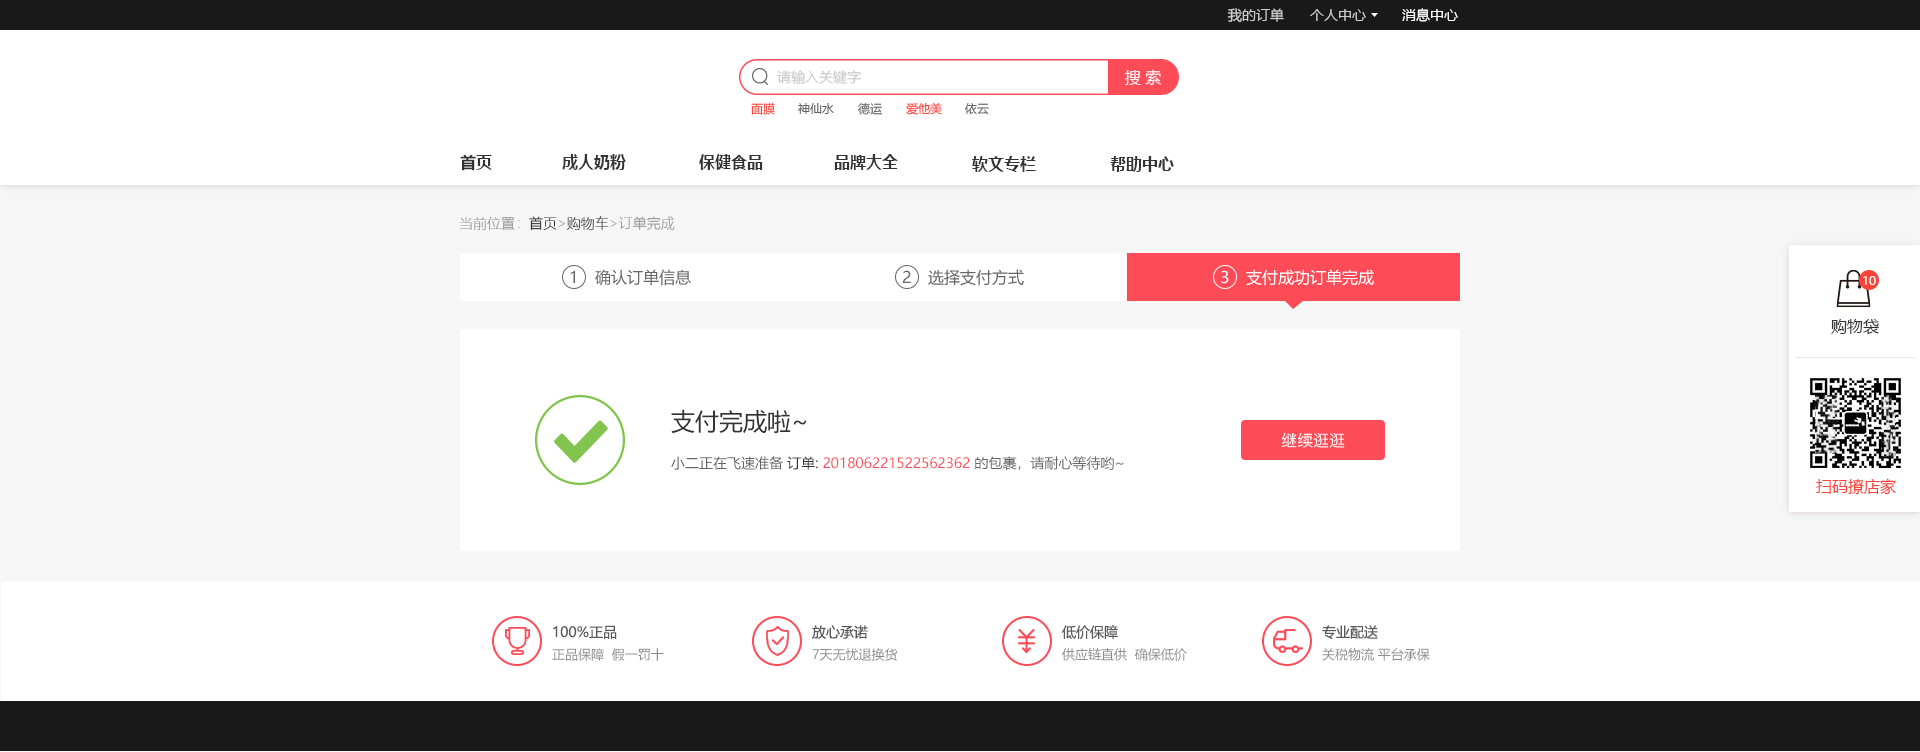 我的订单 个人中心 消息中心
请输入关键字 搜 索
面膜 神仙水 德运 爱他美 依云
首页 成人奶粉 保健食品 品牌大全 软文专栏 帮助中心
当前位置：首页>购物车>订单完成
1 确认订单信息 2 选择支付方式 3 支付成功订单完成
10
购物袋
扫码撩店家
支付完成啦~
小二正在飞速准备 订单: 201806221522562362 的包裹，请耐心等待哟~
继续逛逛
100%正品 放心承诺 低价保障 专业配送
正品保障 假一罚十 7天无忧退换货 供应链直供 确保低价 关税物流 平台承保